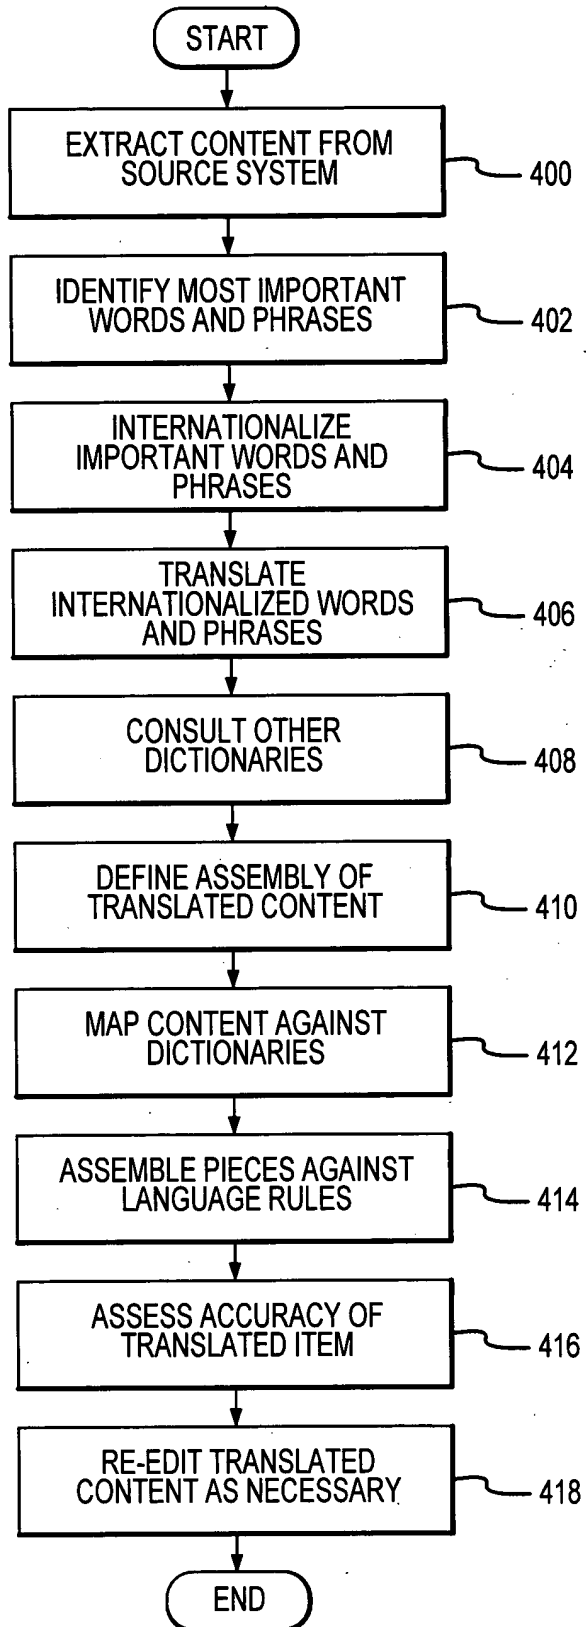 START
EXTRACT CONTENT FROM
SOURCE SYSTEM
400
IDENTIFY MOST IMPORTANT
WORDS AND PHRASES
402
INTERNATIONALIZE
IMPORTANT WORDS AND
PHRASES
404
TRANSLATE
INTERNATIONALIZED WORDS
AND PHRASES
406
CONSULT OTHER
DICTIONARIES
408
DEFINE ASSEMBLY OF
TRANSLATED CONTENT
410
MAP CONTENT AGAINST
DICTIONARIES
412
ASSEMBLE PIECES AGAINST
LANGUAGE RULES
414
ASSESS ACCURACY OF
TRANSLATED ITEM
416
RE-EDIT TRANSLATED
CONTENT AS NECESSARY
418
END